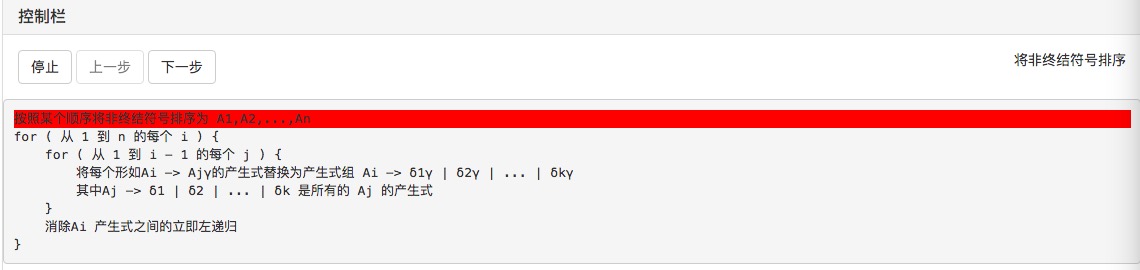 控制栏
停止 上一步 下一步 将非终结符号排序
按照某个顺序将非终结符号排序为 A1,A2,...,An
for ( 从 1 到 n 的每个 i ) {
    for ( 从 1 到 i - 1 的每个 j ) {
        将每个形如Ai -> Ajγ的产生式替换为产生式组 Ai -> δ1γ | δ2γ | ... | δkγ
        其中Aj -> δ1 | δ2 | ... | δk 是所有的 Aj 的产生式
    }
    消除Ai 产生式之间的立即左递归
}